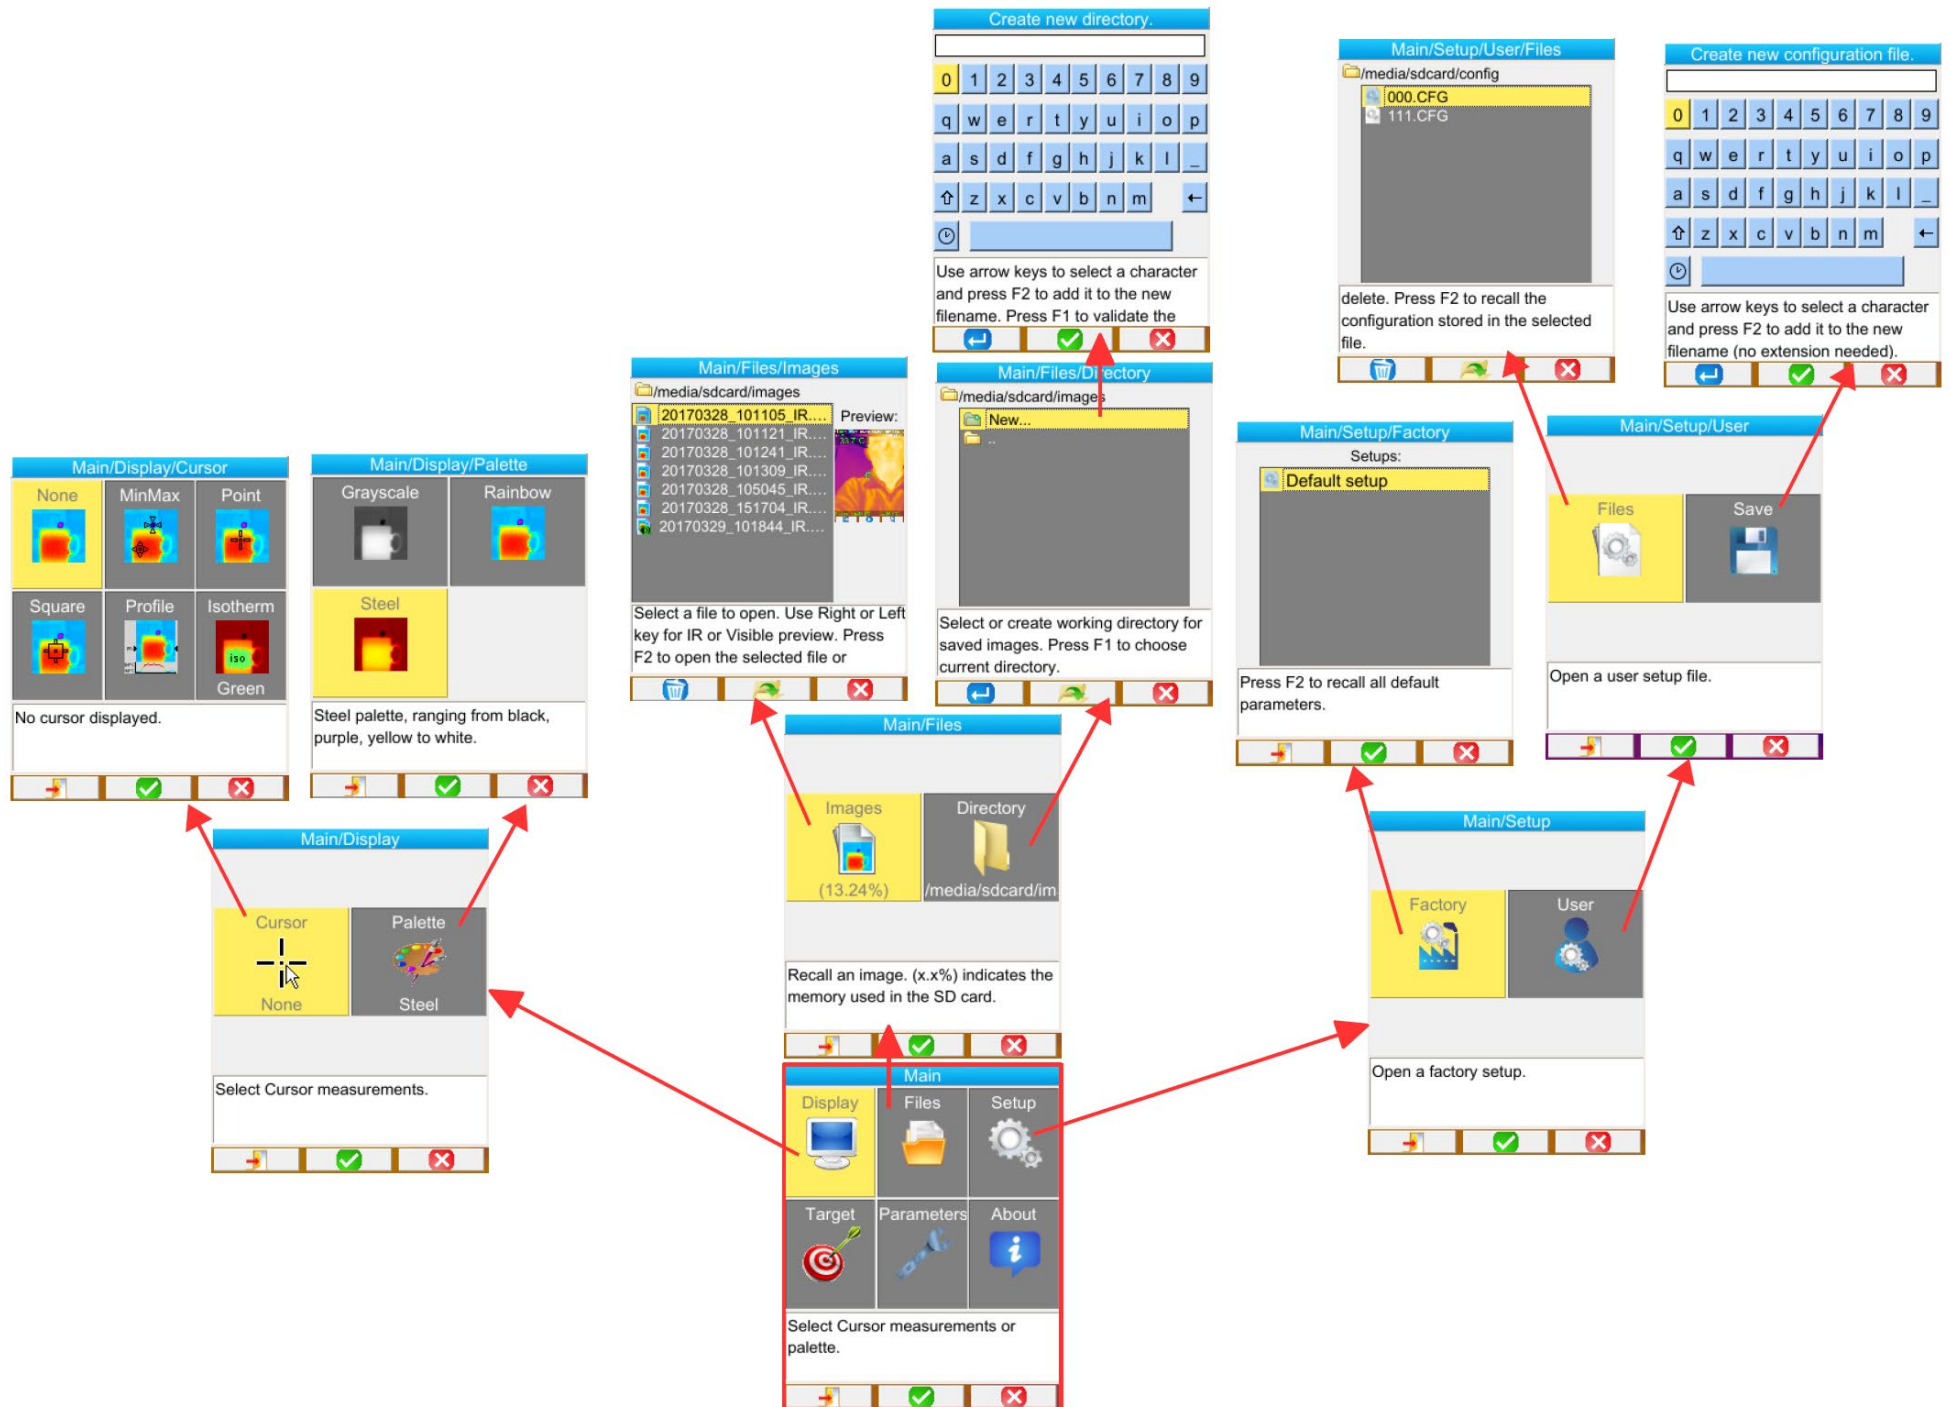 Create new directory.
0 1 2 3 4 5 6 7 8 9
q w e r t y u i o p
a s d f g h j k l _
z x c v b n m
Use arrow keys to select a character
and press F2 to add it to the new
filename. Press F1 to validate the
Main/Setup/User/Files
/media/sdcard/config
000.CFG
111.CFG
delete. Press F2 to recall the
configuration stored in the selected
file.
Create new configuration file.
0 1 2 3 4 5 6 7 8 9
q w e r t y u i o p
a s d f g h j k l _
z x c v b n m
Use arrow keys to select a character
and press F2 to add it to the new
filename (no extension needed).
Main/Files/Images
/media/sdcard/images
20170328_101105_IR....
20170328_101121_IR....
20170328_101241_IR....
20170328_101309_IR....
20170328_105045_IR....
20170328_151704_IR....
20170329_101844_IR....
Preview:
Select a file to open. Use Right or Left
key for IR or Visible preview. Press
F2 to open the selected file or
Main/Files/Directory
/media/sdcard/images
New...
..
Select or create working directory for
saved images. Press F1 to choose
current directory.
Main/Setup/Factory
Setups:
Default setup
Press F2 to recall all default
parameters.
Main/Setup/User
Files
Save
Open a user setup file.
Main/Display/Cursor
None
MinMax
Point
Square
Profile
Isotherm
iso
Green
No cursor displayed.
Main/Display/Palette
Grayscale
Rainbow
Steel
Steel palette, ranging from black,
purple, yellow to white.
Main/Display
Cursor
None
Palette
Steel
Select Cursor measurements.
Main/Files
Images
(13.24%)
Directory
/media/sdcard/im
Recall an image. (x.x%) indicates the
memory used in the SD card.
Main/Setup
Factory
User
Open a factory setup.
Main
Display
Files
Setup
Target
Parameters
About
Select Cursor measurements or
palette.